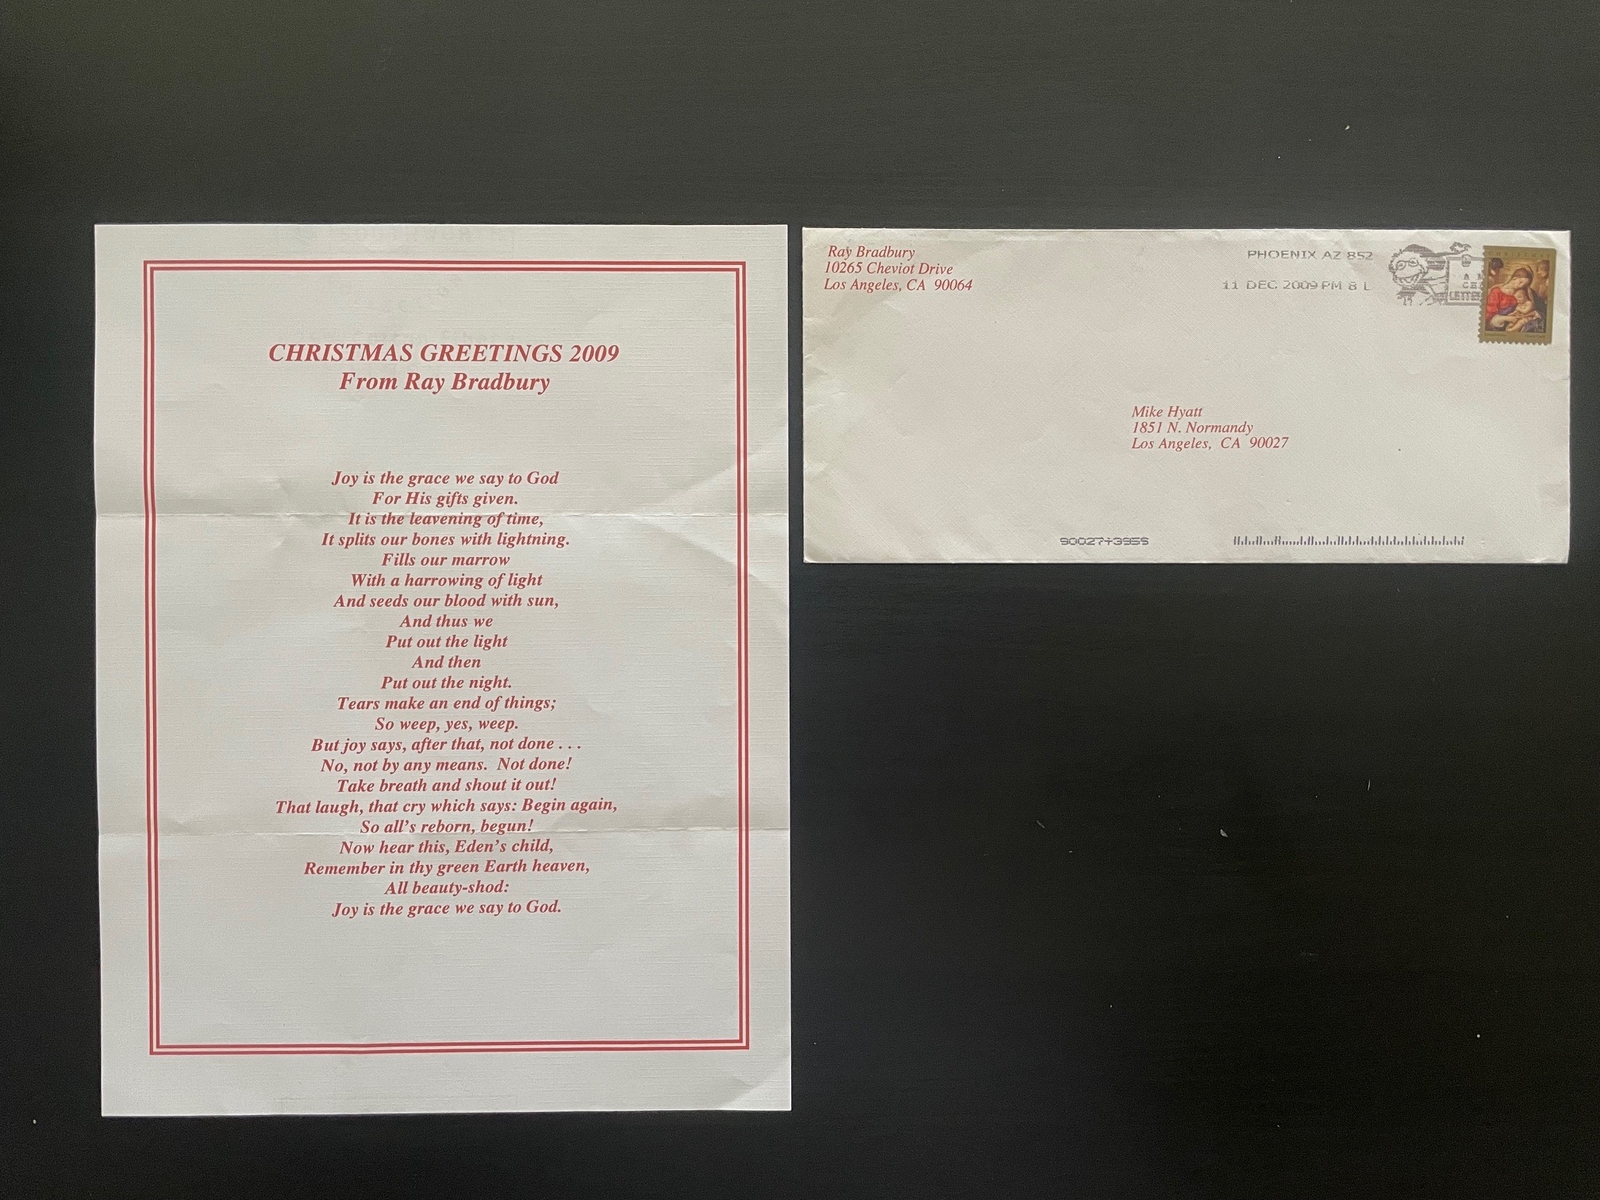 CHRISTMAS GREETINGS 2009
From Ray Bradbury
Joy is the grace we say to God
For His gifts given.
It is the leavening of time,
It splits our bones with lightning.
Fills our marrow
With a harrowing of light
And seeds our blood with sun,
And thus we
Put out the light
And then
Put out the night.
Tears make an end of things;
So weep, yes, weep.
But joy says, after that, not done . . .
No, not by any means.  Not done!
Take breath and shout it out!
That laugh, that cry which says: Begin again,
So all's reborn, begun!
Now hear this, Eden's child,
Remember in thy green Earth heaven,
All beauty-shod:
Joy is the grace we say to God.
Ray Bradbury
10265 Cheviot Drive
Los Angeles, CA  90064
PHOENIX AZ 852
11 DEC 2009 PM 8 L
Mike Hyatt
1851 N. Normandy
Los Angeles,  CA  90027
90027+3959